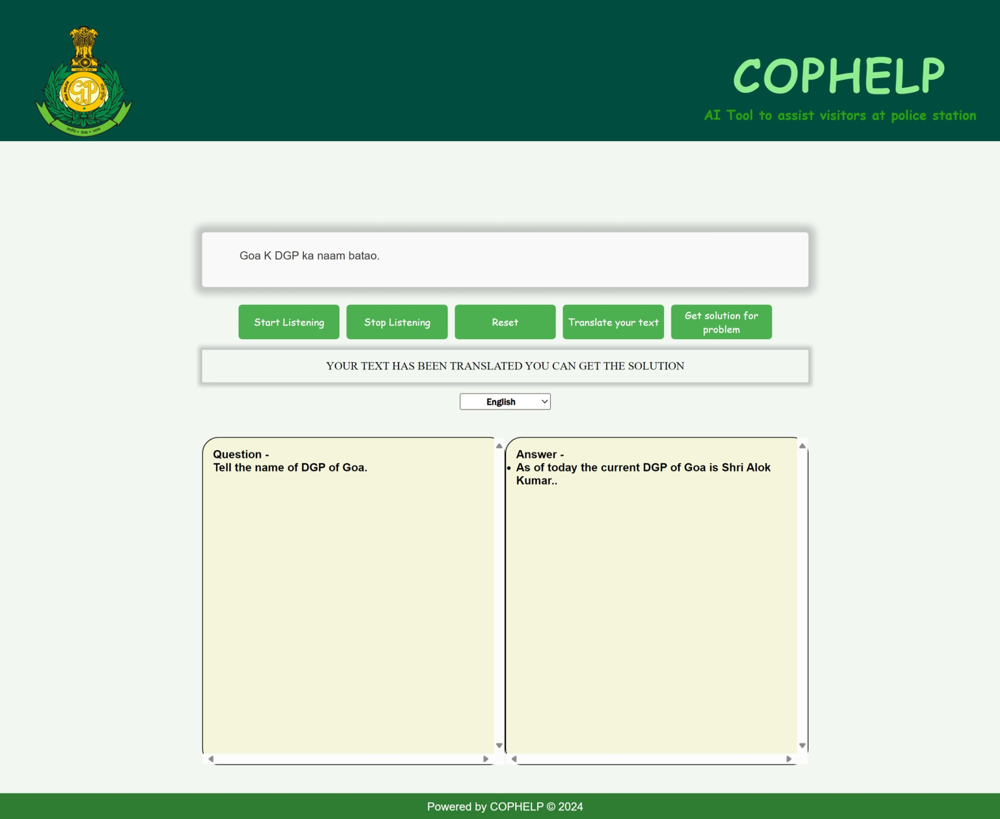 GOA POLICE
COPHELP
AI Tool to assist visitors at police station
Goa K DGP ka naam batao.
Start Listening
Stop Listening
Reset
Translate your text
Get solution for
problem
YOUR TEXT HAS BEEN TRANSLATED YOU CAN GET THE SOLUTION
English
Question -
Tell the name of DGP of Goa.
Answer -
• As of today the current DGP of Goa is Shri Alok
Kumar..
Powered by COPHELP © 2024